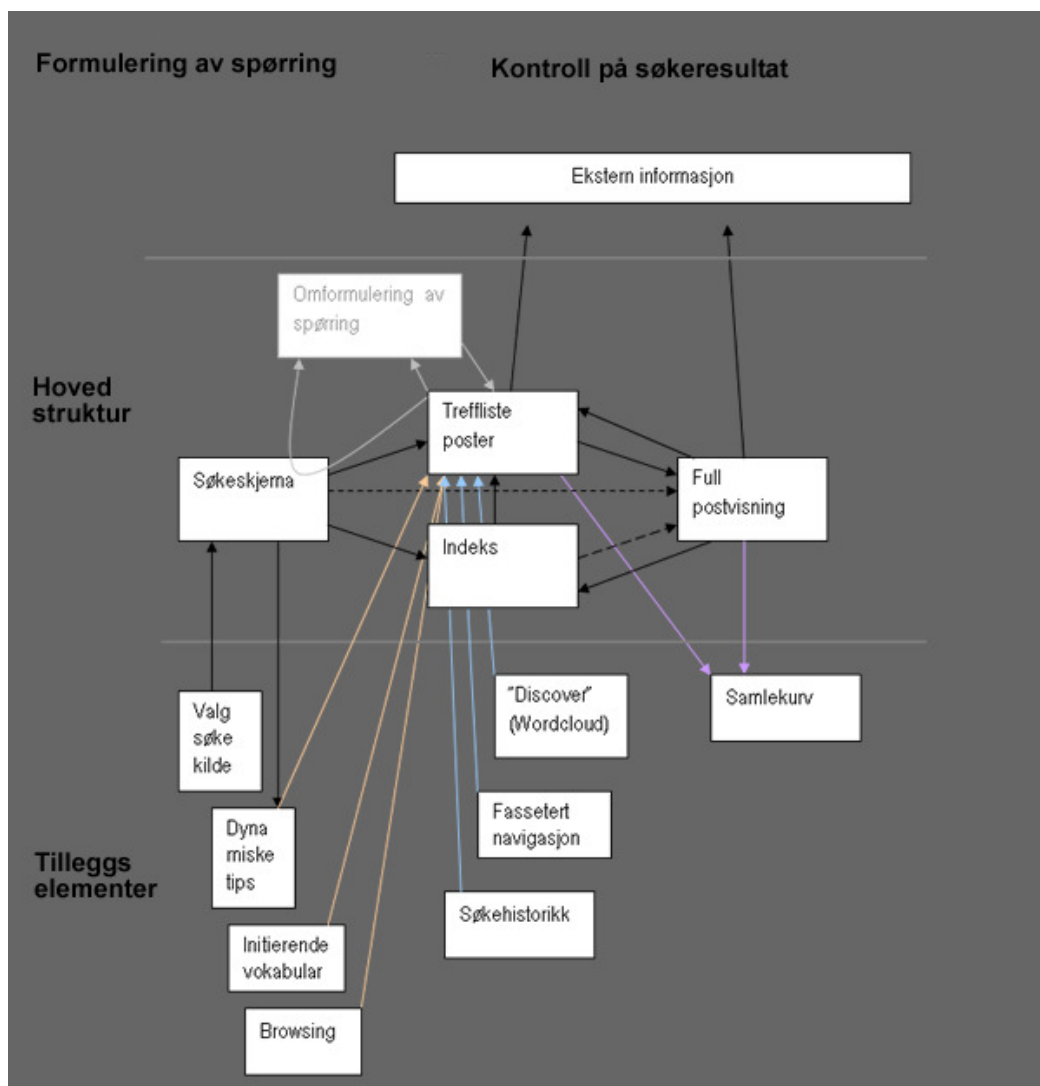 Formulering av spørring
Kontroll på søkeresultat
Ekstern informasjon
Omformulering av
spørring
Hoved
struktur
Treffliste
poster
Søkeskjema
Full
postvisning
Indeks
Valg
søke
kilde
"Discover"
(Wordcloud)
Samlekurv
Dyna
miske
tips
Fassetert
navigasjon
Tilleggs
elementer
Søkehistorikk
Initierende
vokabular
Browsing